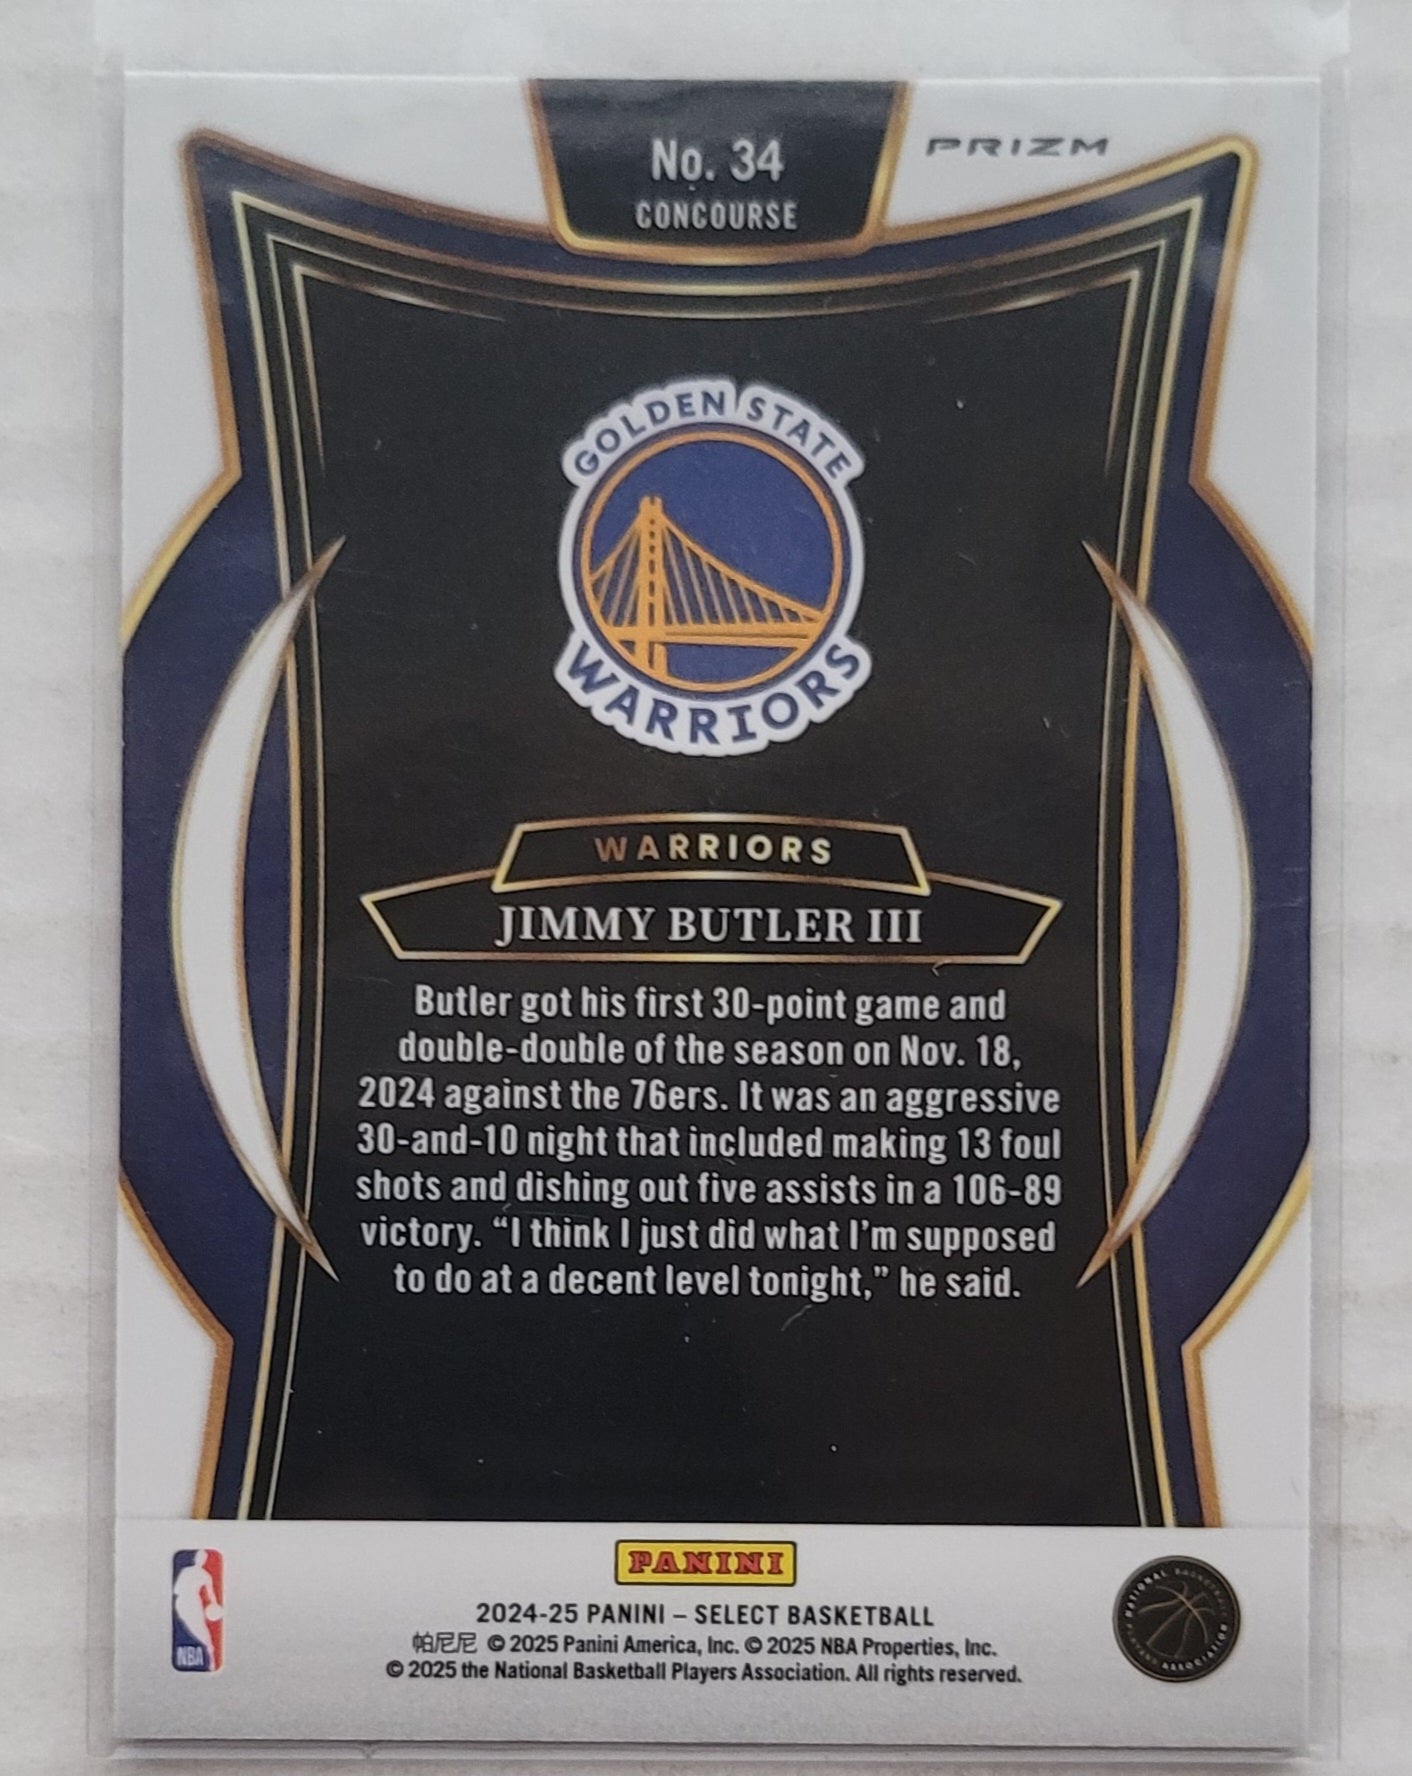 No. 34
CONCOURSE
PRIZM
GOLDEN STATE
WARRIORS
WARRIORS
JIMMY BUTLER III
Butler got his first 30-point game and
double-double of the season on Nov. 18,
2024 against the 76ers. It was an aggressive
30-and-10 night that included making 13 foul
shots and dishing out five assists in a 106-89
victory. “I think I just did what I’m supposed
to do at a decent level tonight,” he said.
PANINI
NBA
2024-25 PANINI – SELECT BASKETBALL
帕尼尼 © 2025 Panini America, Inc. © 2025 NBA Properties, Inc.
© 2025 the National Basketball Players Association. All rights reserved.
NATIONAL BASKETBALL
PLAYERS ASSOCIATION